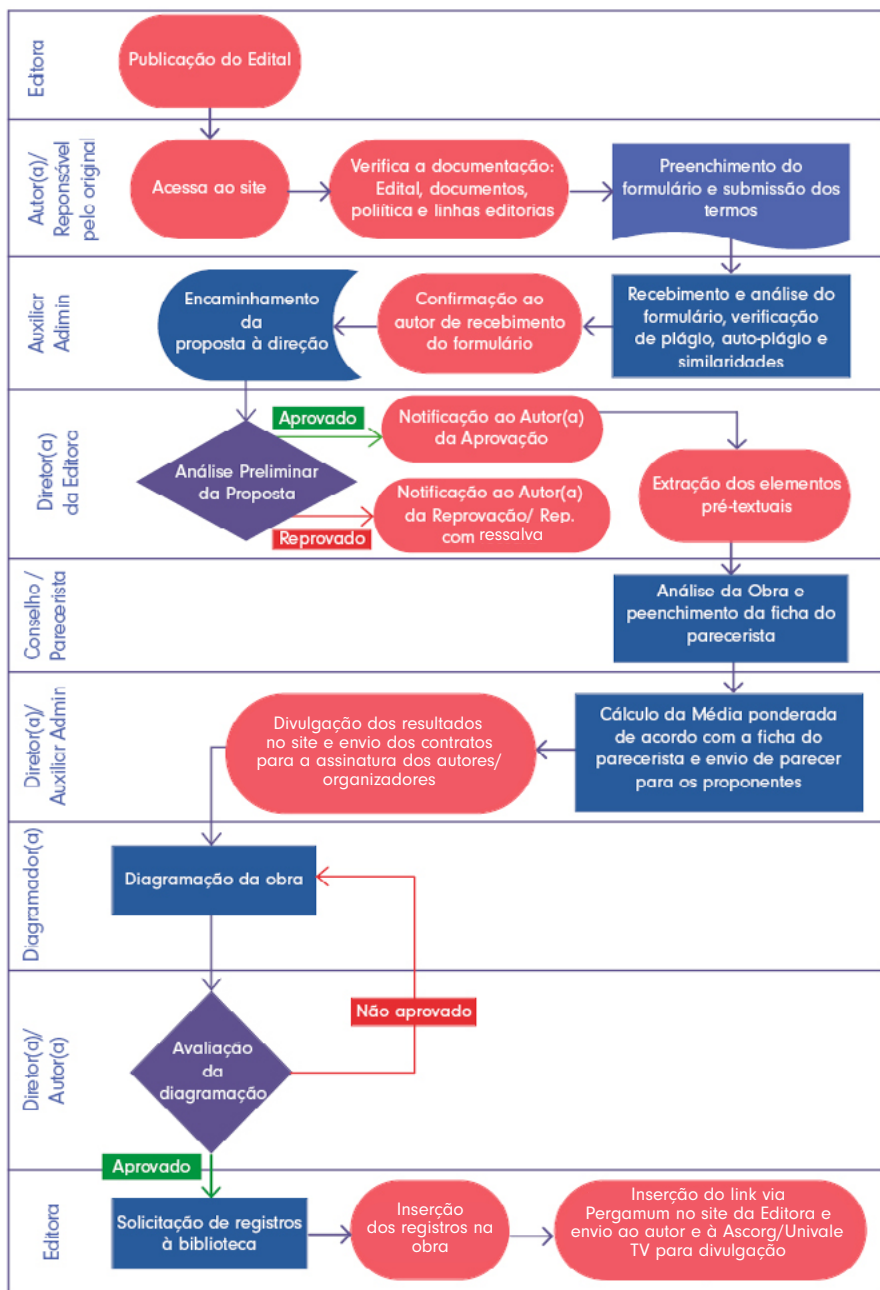 Editora
Publicação do Edital
Autor(a)/
Reponsável
pelo original
Acessa ao site
Verifica a documentação:
Edital, documentos,
poliítica e linhas editorias
Preenchimento do
formulário e submissão dos
termos
Auxilicr
Adimin
Encaminhamento
da
proposta à direção
Confirmação ao
autor de recebimento
do formulário
Recebimento e análise do
formulário, verificação
de plágio, auto-plágio e
similaridades
Diretor(a)
da Editora
Análise Preliminar
da Proposta
Aprovado
Notificação ao Autor(a)
da Aprovação
Reprovado
Notificação ao Autor(a)
da Reprovação/ Rep.
com ressalva
Extração dos elementos
pré-textuais
Conselho /
Parecerista
Análise da Obra e
peenchimento da ficha do
parecerista
Diretor(a)/
Auxilicr Admin
Divulgação dos resultados
no site e envio dos contratos
para a assinatura dos autores/
organizadores
Cálculo da Média ponderada
de acordo com a ficha do
parecerista e envio de parecer
para os proponentes
Diagramador(a)
Diagramação da obra
Diretor(a)/
Autor(a)
Avaliação
da
diagramação
Não aprovado
Aprovado
Editora
Solicitação de registros
à biblioteca
Inserção
dos registros na
obra
Inserção do link via
Pergamum no site da Editora e
envio ao autor e à Ascorg/Univale
TV para divulgação